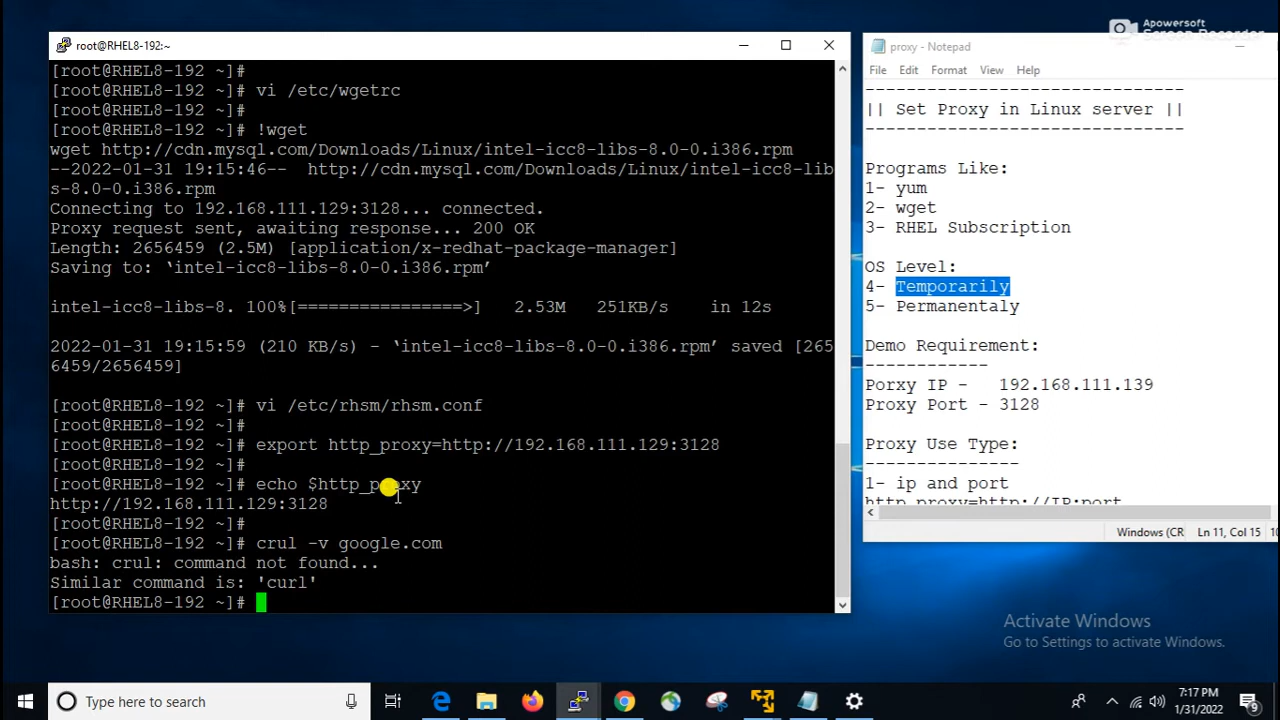 root@RHEL8-192:~
[root@RHEL8-192 ~]#
[root@RHEL8-192 ~]# vi /etc/wgetrc
[root@RHEL8-192 ~]#
[root@RHEL8-192 ~]# !wget
wget http://cdn.mysql.com/Downloads/Linux/intel-icc8-libs-8.0-0.i386.rpm
--2022-01-31 19:15:46--  http://cdn.mysql.com/Downloads/Linux/intel-icc8-lib
s-8.0-0.i386.rpm
Connecting to 192.168.111.129:3128... connected.
Proxy request sent, awaiting response... 200 OK
Length: 2656459 (2.5M) [application/x-redhat-package-manager]
Saving to: ‘intel-icc8-libs-8.0-0.i386.rpm’
intel-icc8-libs-8. 100%[================>]   2.53M   251KB/s    in 12s
2022-01-31 19:15:59 (210 KB/s) - ‘intel-icc8-libs-8.0-0.i386.rpm’ saved [265
6459/2656459]
[root@RHEL8-192 ~]# vi /etc/rhsm/rhsm.conf
[root@RHEL8-192 ~]#
[root@RHEL8-192 ~]# export http_proxy=http://192.168.111.129:3128
[root@RHEL8-192 ~]#
[root@RHEL8-192 ~]# echo $http_proxy
http://192.168.111.129:3128
[root@RHEL8-192 ~]#
[root@RHEL8-192 ~]# crul -v google.com
bash: crul: command not found...
Similar command is: 'curl'
[root@RHEL8-192 ~]#
Apowersoft
Screen Recorder
proxy - Notepad
File Edit Format View Help
-------------------------------
|| Set Proxy in Linux server ||
-------------------------------
Programs Like:
1- yum
2- wget
3- RHEL Subscription
OS Level:
4- Temporarily
5- Permanentaly
Demo Requirement:
------------
Porxy IP -   192.168.111.139
Proxy Port - 3128
Proxy Use Type:
---------------
1- ip and port
http_proxy=http://IP:port
Windows (CR
Ln 11, Col 15
10
Activate Windows
Go to Settings to activate Windows.
Type here to search
7:17 PM
1/31/2022
9